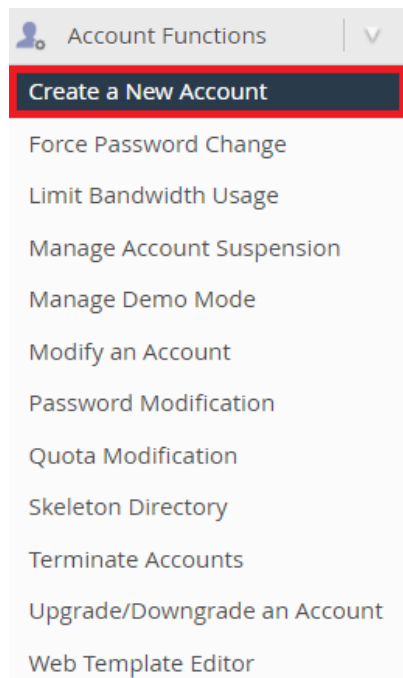 Account Functions
Create a New Account
Force Password Change
Limit Bandwidth Usage
Manage Account Suspension
Manage Demo Mode
Modify an Account
Password Modification
Quota Modification
Skeleton Directory
Terminate Accounts
Upgrade/Downgrade an Account
Web Template Editor